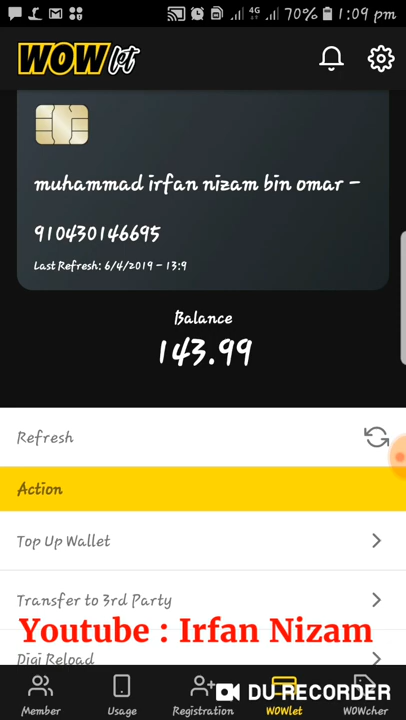 4G
70%
1:09 pm
WOWlet
muhammad irfan nizam bin omar -
910430146695
Last Refresh: 6/4/2019 - 13:9
Balance
143.99
Refresh
Action
Top Up Wallet
Transfer to 3rd Party
Youtube : Irfan Nizam
Digi Reload
DU RECORDER
Member
Usage
Registration
WOWlet
WOWcher